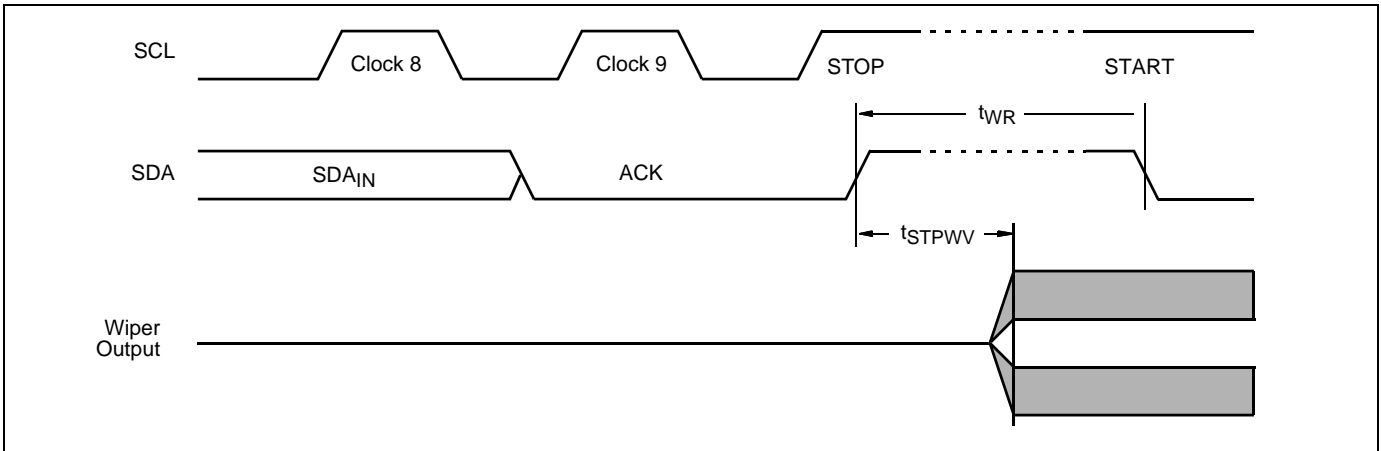 SCL
Clock 8
Clock 9
STOP
START
tWR
SDA
SDAIN
ACK
tSTPWV
Wiper
Output